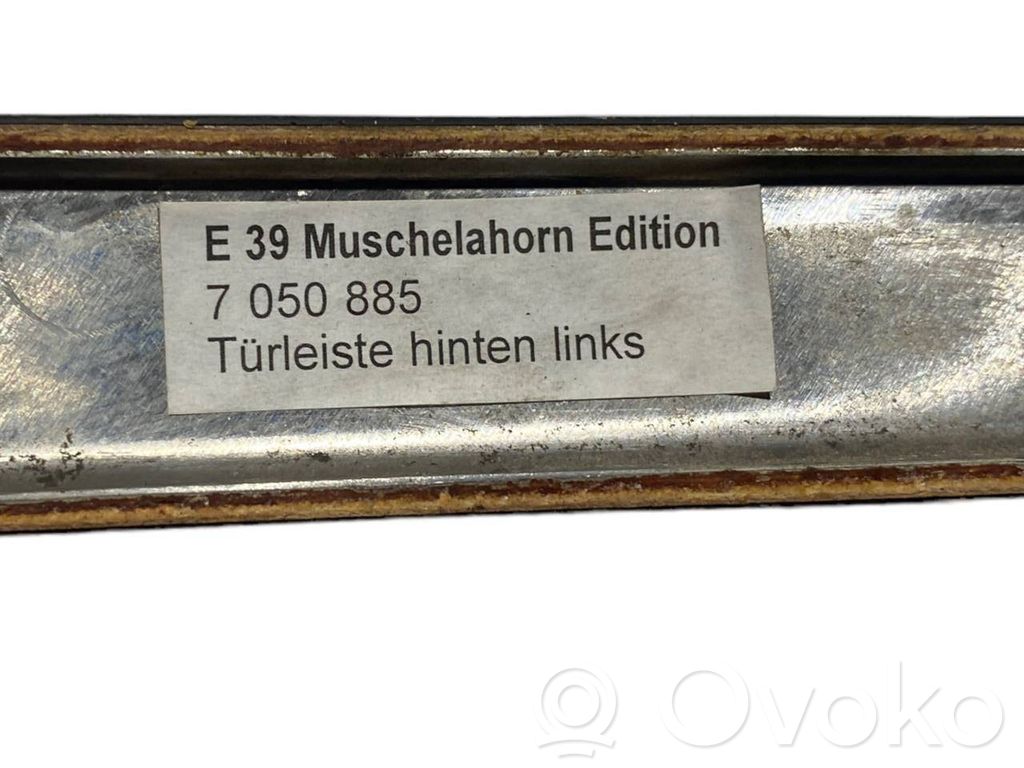 E 39 Muschelahorn Edition
7 050 885
Türleiste hinten links
Ovoko